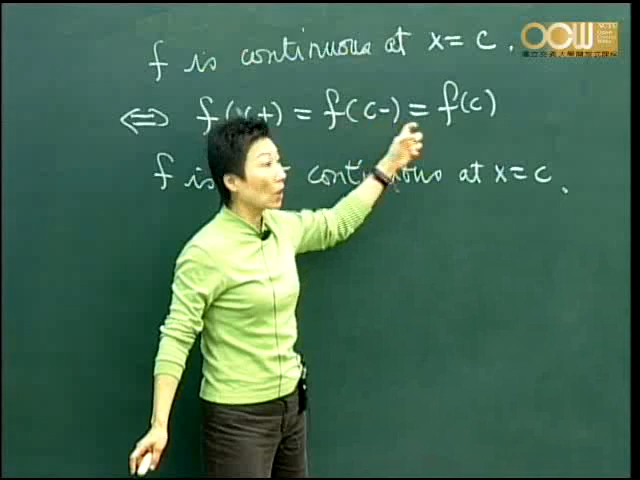 f is continuous at x = c.
⇔ f(x+) = f(c-) = f(c)
f is continuous at x = c.
OCW